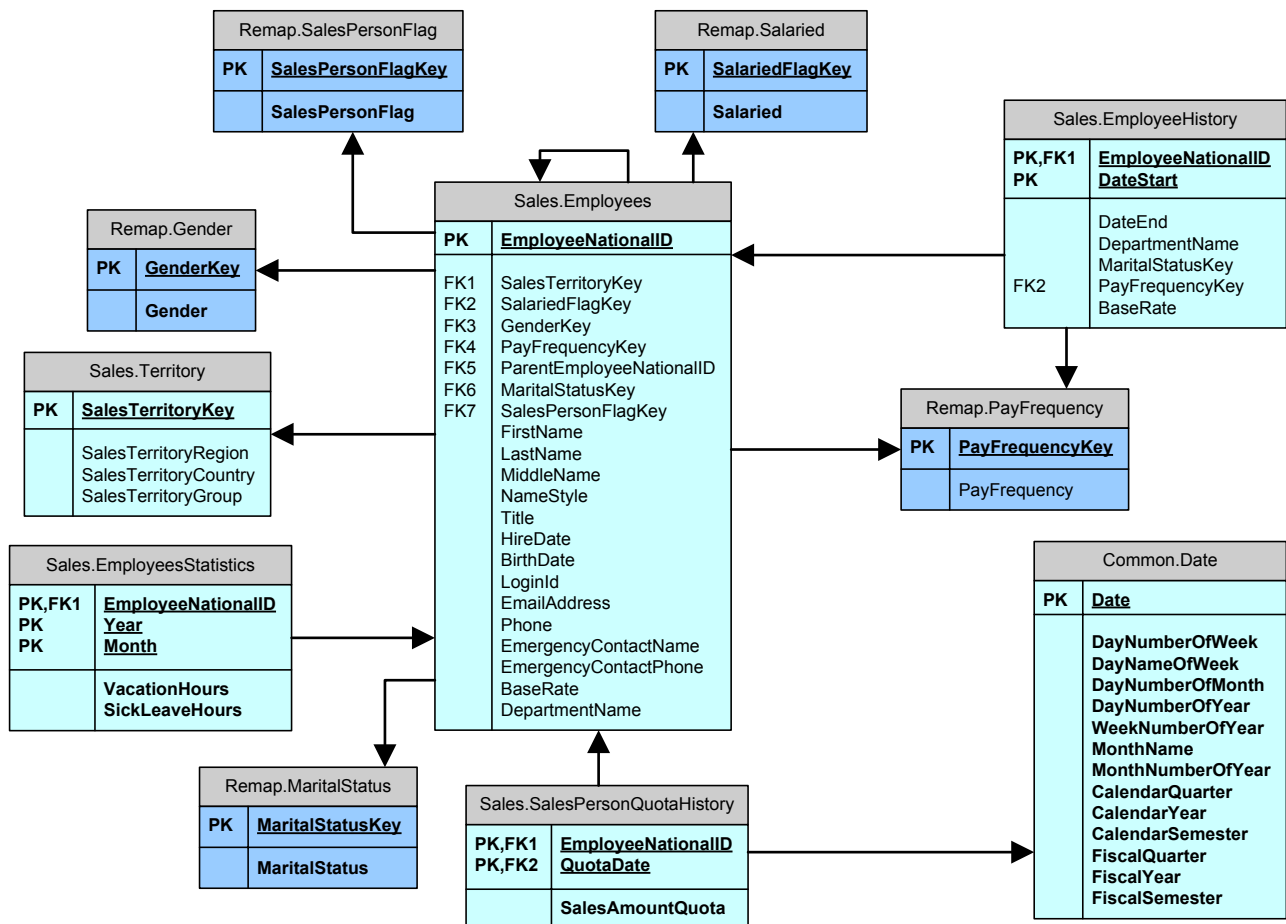 Remap.SalesPersonFlag
PK SalesPersonFlagKey
SalesPersonFlag
Remap.Salaried
PK SalariedFlagKey
Salaried
Sales.EmployeeHistory
PK,FK1 EmployeeNationalID
PK DateStart
DateEnd
DepartmentName
MaritalStatusKey
FK2 PayFrequencyKey
BaseRate
Sales.Employees
PK EmployeeNationalID
FK1 SalesTerritoryKey
FK2 SalariedFlagKey
FK3 GenderKey
FK4 PayFrequencyKey
FK5 ParentEmployeeNationalID
FK6 MaritalStatusKey
FK7 SalesPersonFlagKey
FirstName
LastName
MiddleName
NameStyle
Title
HireDate
BirthDate
LoginId
EmailAddress
Phone
EmergencyContactName
EmergencyContactPhone
BaseRate
DepartmentName
Remap.Gender
PK GenderKey
Gender
Sales.Territory
PK SalesTerritoryKey
SalesTerritoryRegion
SalesTerritoryCountry
SalesTerritoryGroup
Remap.PayFrequency
PK PayFrequencyKey
PayFrequency
Sales.EmployeesStatistics
PK,FK1 EmployeeNationalID
PK Year
PK Month
VacationHours
SickLeaveHours
Common.Date
PK Date
DayNumberOfWeek
DayNameOfWeek
DayNumberOfMonth
DayNumberOfYear
WeekNumberOfYear
MonthName
MonthNumberOfYear
CalendarQuarter
CalendarYear
CalendarSemester
FiscalQuarter
FiscalYear
FiscalSemester
Remap.MaritalStatus
PK MaritalStatusKey
MaritalStatus
Sales.SalesPersonQuotaHistory
PK,FK1 EmployeeNationalID
PK,FK2 QuotaDate
SalesAmountQuota